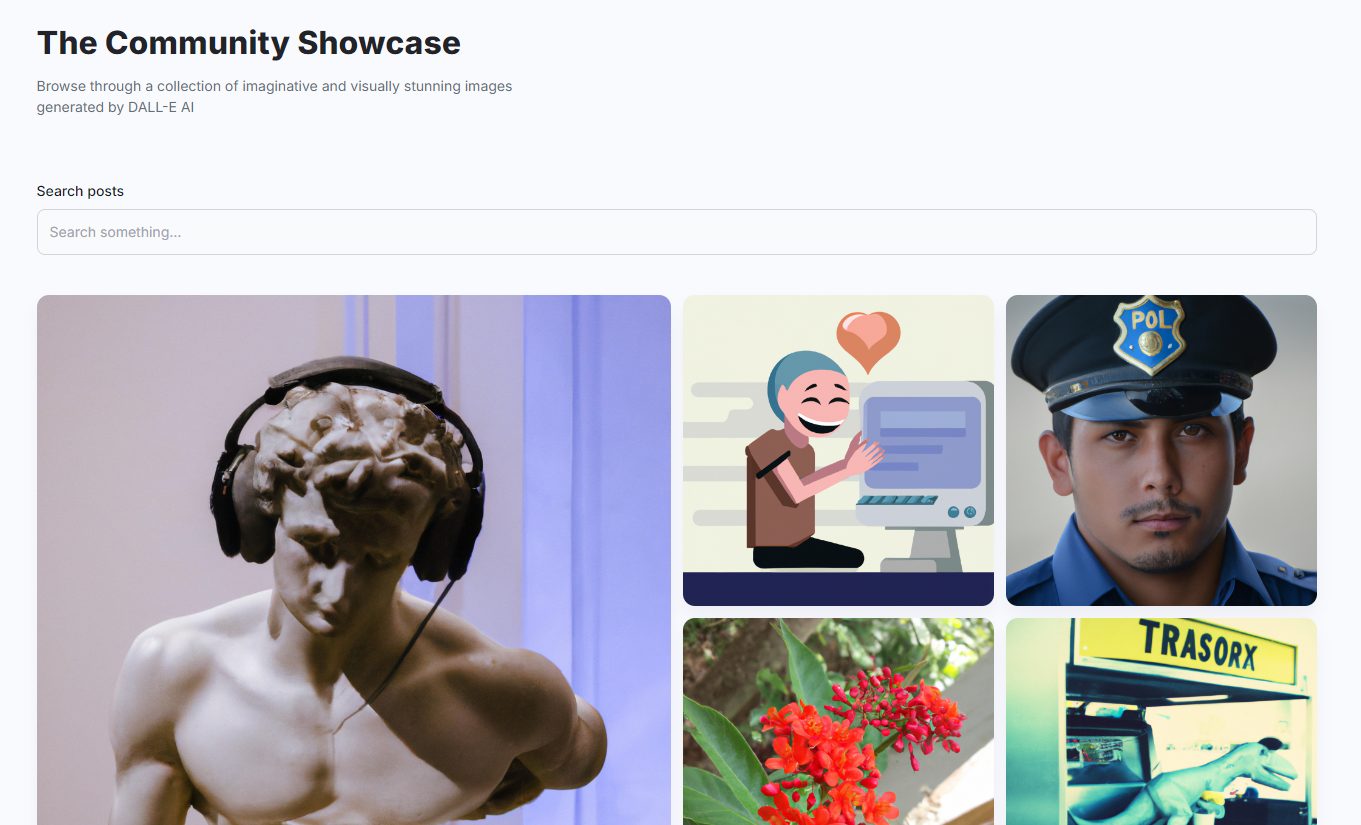 The Community Showcase
Browse through a collection of imaginative and visually stunning images
generated by DALL-E AI
Search posts
Search something...
POL
TRASORX